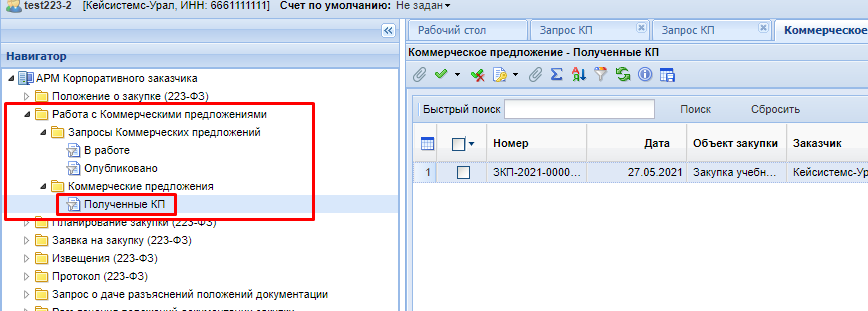 test223-2 [Кейсистемс-Урал, ИНН: 6661111111] Счет по умолчанию: Не задан
Рабочий стол Запрос КП Запрос КП Коммерческое
Навигатор
АРМ Корпоративного заказчика
Положение о закупке (223-ФЗ)
Работа с Коммерческими предложениями
Запросы Коммерческих предложений
В работе
Опубликовано
Коммерческие предложения
Полученные КП
Планирование закупки (223-ФЗ)
Заявка на закупку (223-ФЗ)
Извещения (223-ФЗ)
Протокол (223-ФЗ)
Запрос о даче разъяснений положений документации
Коммерческое предложение - Полученные КП
Быстрый поиск Поиск Сбросить
Номер Дата Объект закупки Заказчик
1 ЗКП-2021-0000... 27.05.2021 Закупка учебн... Кейсистемс-Ур